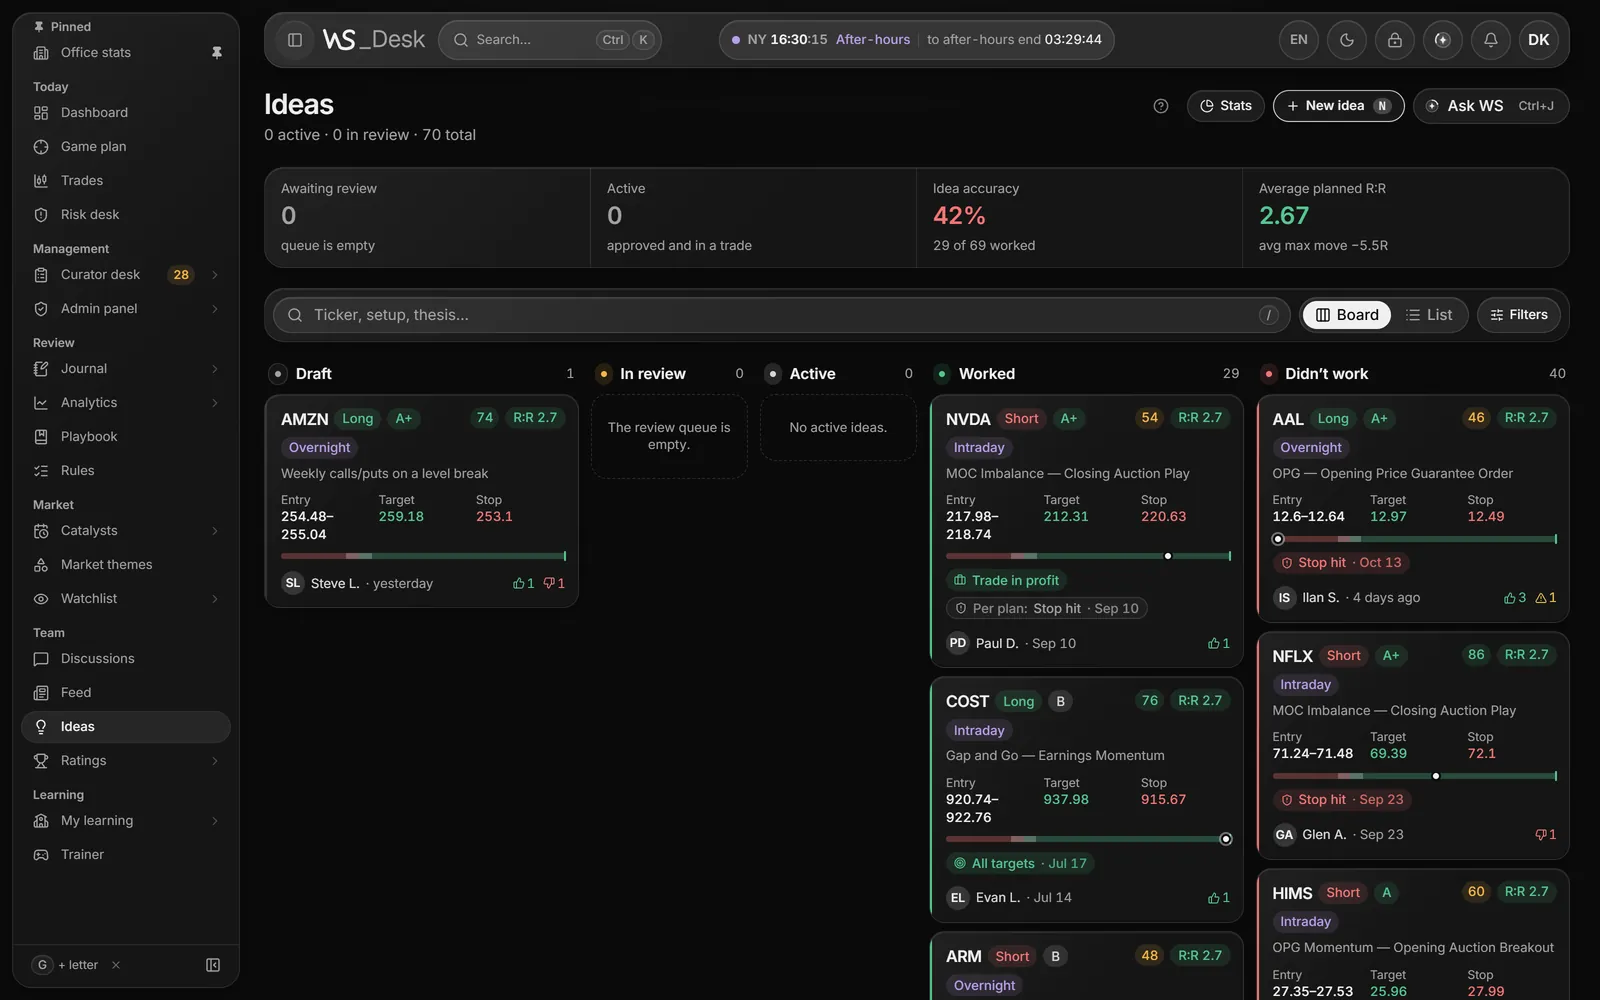 Pinned
Office stats
Today
Dashboard
Game plan
Trades
Risk desk
Management
Curator desk 28
Admin panel
Review
Journal
Analytics
Playbook
Rules
Market
Catalysts
Market themes
Watchlist
Team
Discussions
Feed
Ideas
Ratings
Learning
My learning
Trainer
G + letter ×
WS_Desk
Search... Ctrl K
NY 16:30:15 After-hours to after-hours end 03:29:44
EN
DK
Ideas
0 active · 0 in review · 70 total
Stats
+ New idea N
Ask WS Ctrl+J
Awaiting review
0
queue is empty
Active
0
approved and in a trade
Idea accuracy
42%
29 of 69 worked
Average planned R:R
2.67
avg max move −5.5R
Ticker, setup, thesis... /
Board
List
Filters
Draft 1
AMZN Long A+ 74 R:R 2.7
Overnight
Weekly calls/puts on a level break
Entry Target Stop
254.48–255.04 259.18 253.1
SL Steve L. · yesterday 1 1
In review 0
The review queue is
empty.
Active 0
No active ideas.
Worked 29
NVDA Short A+ 54 R:R 2.7
Intraday
MOC Imbalance — Closing Auction Play
Entry Target Stop
217.98–218.74 212.31 220.63
Trade in profit
Per plan: Stop hit · Sep 10
PD Paul D. · Sep 10 1
COST Long B 76 R:R 2.7
Intraday
Gap and Go — Earnings Momentum
Entry Target Stop
920.74–922.76 937.98 915.67
All targets · Jul 17
EL Evan L. · Jul 14 1
ARM Short B 48 R:R 2.7
Overnight
Didn't work 40
AAL Long A+ 46 R:R 2.7
Overnight
OPG — Opening Price Guarantee Order
Entry Target Stop
12.6–12.64 12.97 12.49
Stop hit · Oct 13
IS Ilan S. · 4 days ago 3 1
NFLX Short A+ 86 R:R 2.7
Intraday
MOC Imbalance — Closing Auction Play
Entry Target Stop
71.24–71.48 69.39 72.1
Stop hit · Sep 23
GA Glen A. · Sep 23 1
HIMS Short A 60 R:R 2.7
Intraday
OPG Momentum — Opening Auction Breakout
Entry Target Stop
27.35–27.53 25.96 27.99